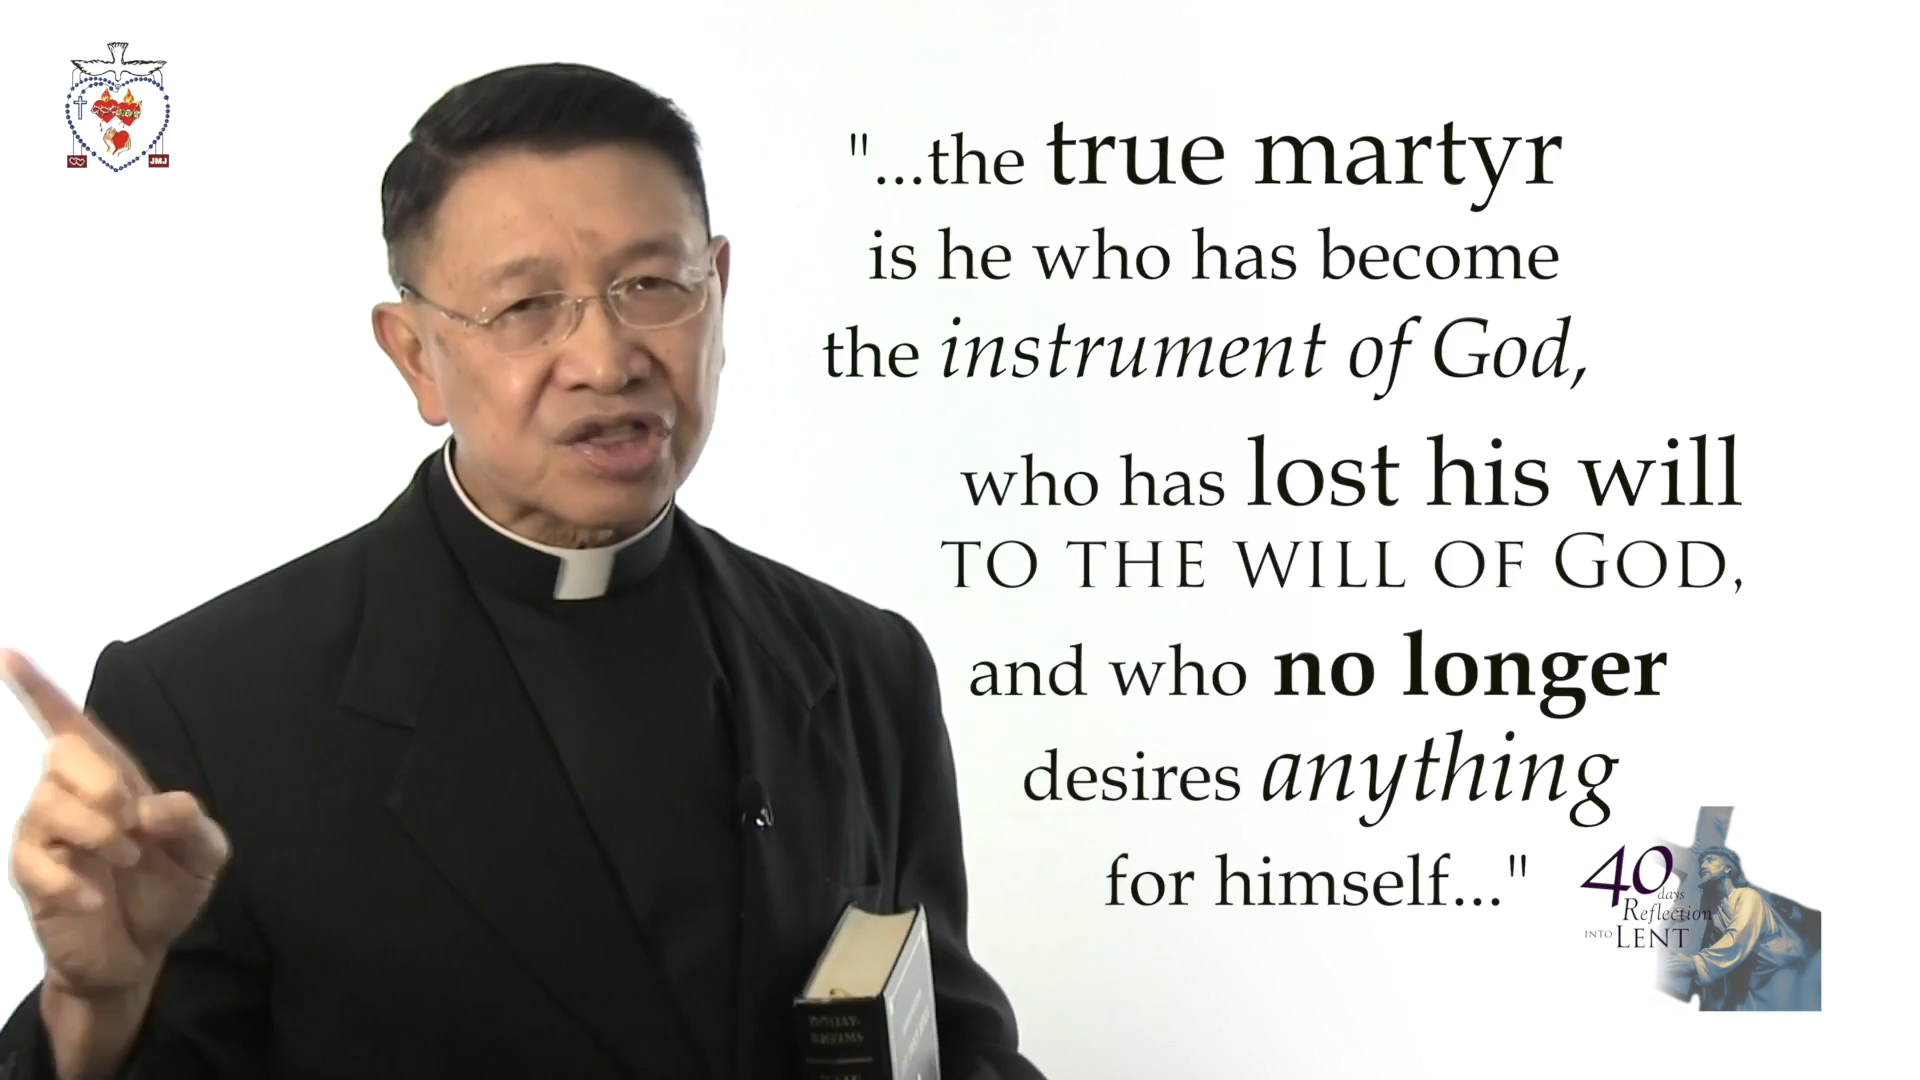 "...the true martyr
is he who has become
the instrument of God,
who has lost his will
TO THE WILL OF GOD,
and who no longer
desires anything
for himself..."
40
days
Reflection
INTO LENT
JMJ
DOUAY-
RHEIMS